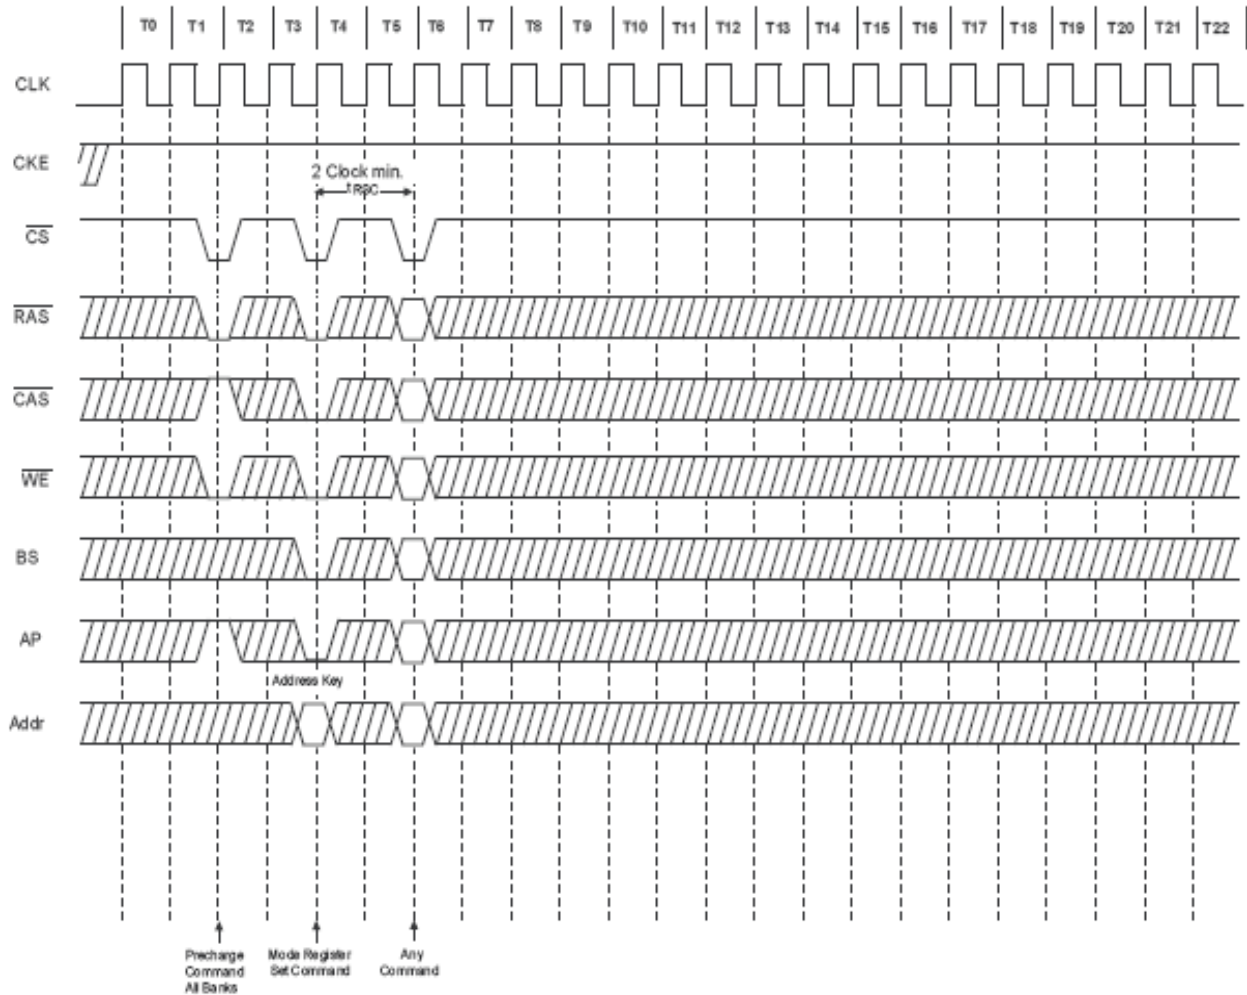 T0 T1 T2 T3 T4 T5 T6 T7 T8 T9 T10 T11 T12 T13 T14 T15 T16 T17 T18 T19 T20 T21 T22
CLK
CKE
2 Clock min.
tRSC
CS
RAS
CAS
WE
BS
AP
Address Key
Addr
Precharge
Command
All Banks
Mode Register
Set Command
Any
Command